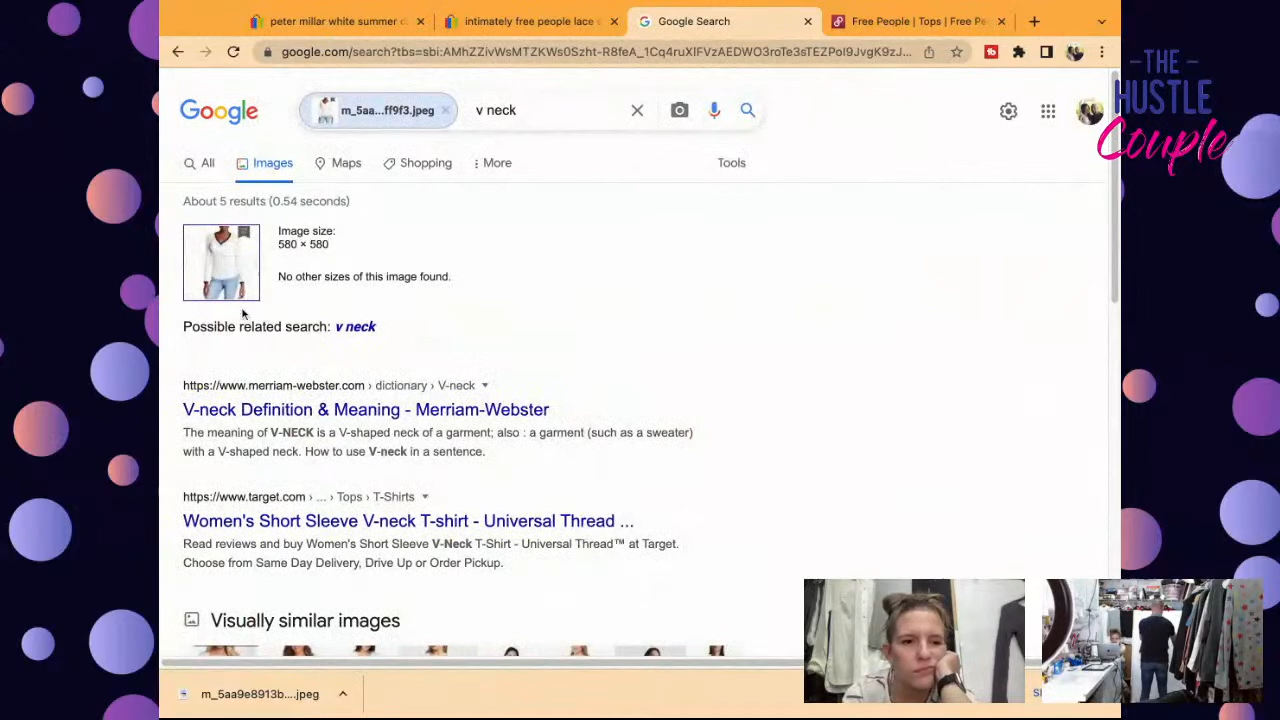 peter millar white summer d
intimately free people lace s
Google Search
Free People | Tops | Free Pe
google.com/search?tbs=sbi:AMhZZivWsMTZKWs0Szht-R8feA_1Cq4ruXIFVzAEDWO3roTe3sTEZPoI9JvgK9zJ...
-THE
HUSTLE
Couple
Google
m_5aa...ff9f3.jpeg
v neck
All
Images
Maps
Shopping
More
Tools
About 5 results (0.54 seconds)
Image size:
580 × 580
No other sizes of this image found.
Possible related search: v neck
https://www.merriam-webster.com › dictionary › V-neck
V-neck Definition & Meaning - Merriam-Webster
The meaning of V-NECK is a V-shaped neck of a garment; also : a garment (such as a sweater)
with a V-shaped neck. How to use V-neck in a sentence.
https://www.target.com › ... › Tops › T-Shirts
Women's Short Sleeve V-neck T-shirt - Universal Thread ...
Read reviews and buy Women's Short Sleeve V-Neck T-Shirt - Universal Thread™ at Target.
Choose from Same Day Delivery, Drive Up or Order Pickup.
Visually similar images
m_5aa9e8913b....jpeg